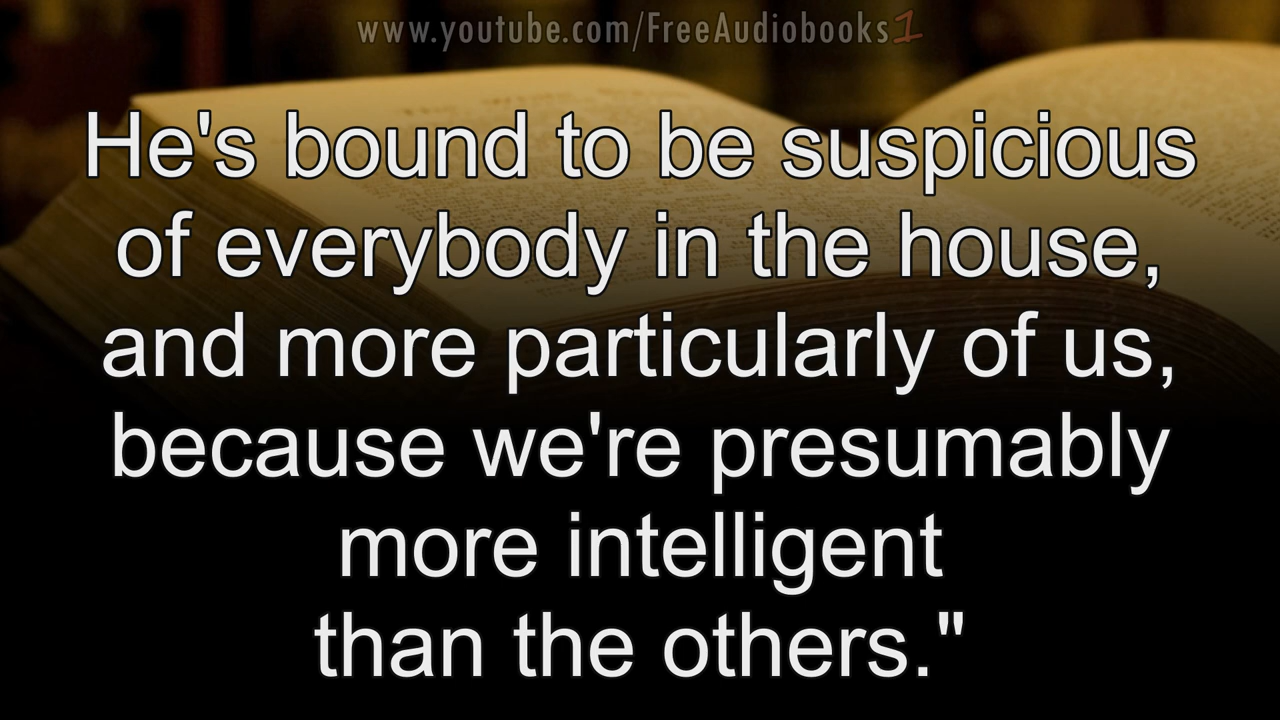 www.youtube.com/FreeAudiobooks1
He's bound to be suspicious
of everybody in the house,
and more particularly of us,
because we're presumably
more intelligent
than the others."